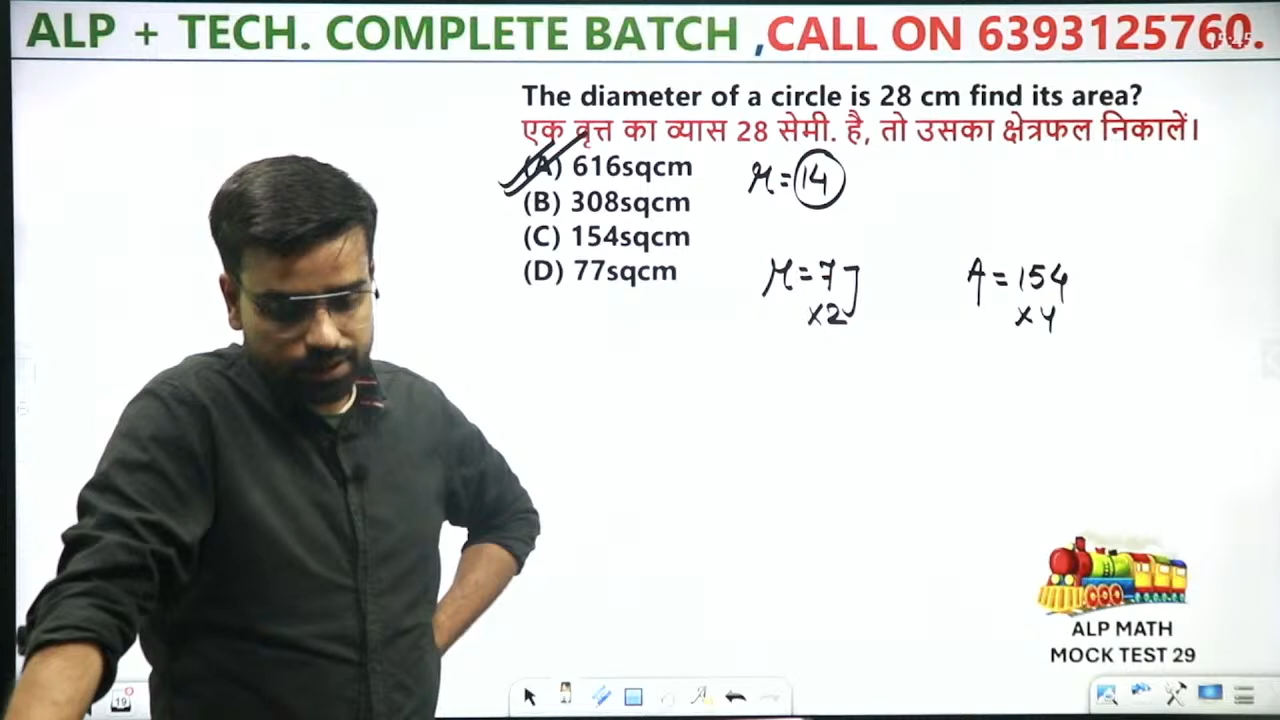 ALP + TECH. COMPLETE BATCH ,CALL ON 6393125760.
The diameter of a circle is 28 cm find its area?
एक वृत्त का व्यास 28 सेमी. है, तो उसका क्षेत्रफल निकालें।
(A) 616sqcm
r = 14
(B) 308sqcm
(C) 154sqcm
(D) 77sqcm
r = 7
A = 154
x2
x4
ALP MATH
MOCK TEST 29
19